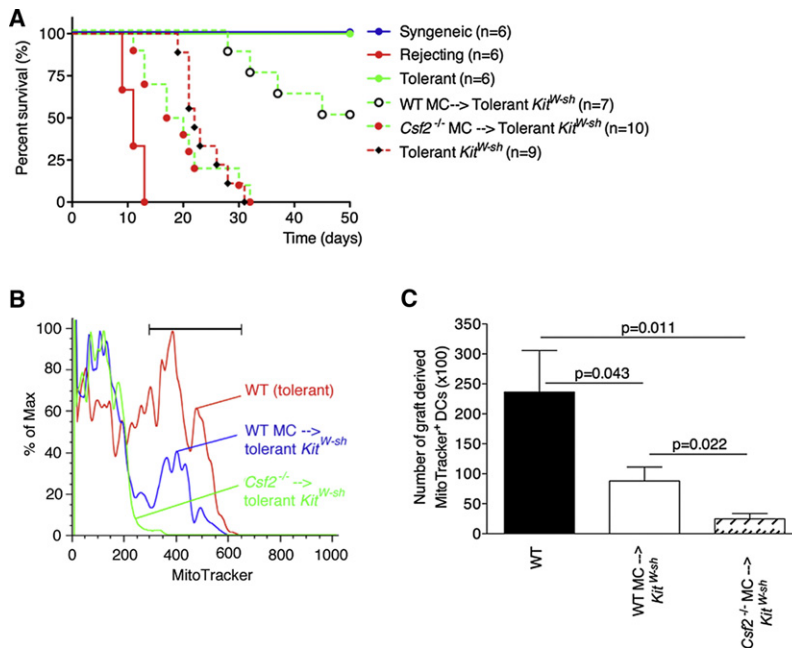 A
Percent survival (%)
100
75
50
25
0
0 10 20 30 40 50
Time (days)
Syngeneic (n=6)
Rejecting (n=6)
Tolerant (n=6)
WT MC--> Tolerant Kit^W-sh (n=7)
Csf2^-/- MC --> Tolerant Kit^W-sh (n=10)
Tolerant Kit^W-sh (n=9)
B
% of Max
100
80
60
40
20
0
0 200 400 600 800 1000
MitoTracker
WT (tolerant)
WT MC -->
tolerant Kit^W-sh
Csf2^-/- -->
tolerant Kit^W-sh
C
Number of graft derived
MitoTracker+ DCs (x100)
350
300
250
200
150
100
50
0
p=0.011
p=0.043
p=0.022
WT
WT MC -->
Kit^W-sh
Csf2^-/- MC -->
Kit^W-sh